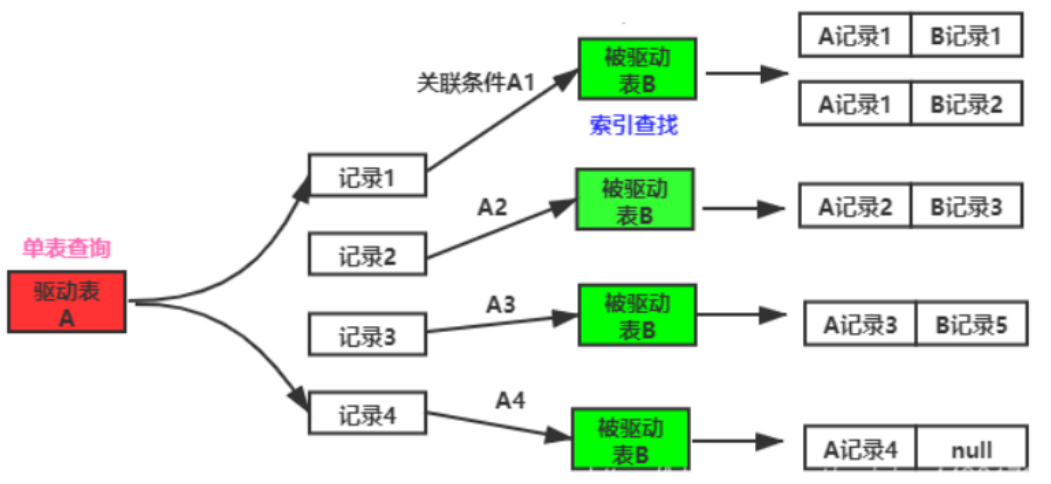 单表查询
驱动表
A
记录1
记录2
记录3
记录4
关联条件A1
A2
A3
A4
被驱动
表B
索引查找
被驱动
表B
被驱动
表B
被驱动
表B
A记录1 B记录1
A记录1 B记录2
A记录2 B记录3
A记录3 B记录5
A记录4 null